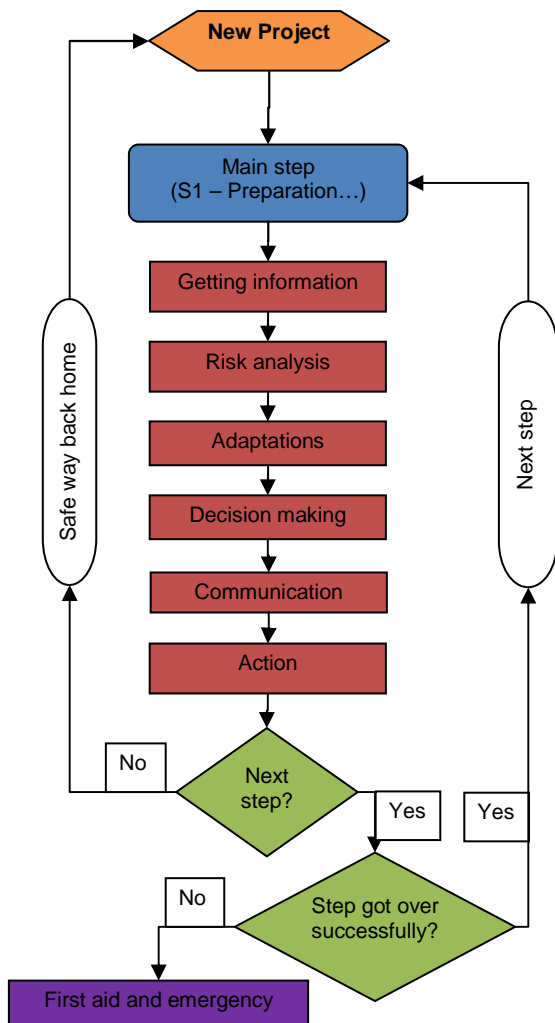 New Project
Main step
(S1 – Preparation…)
Getting information
Risk analysis
Adaptations
Decision making
Communication
Action
Safe way back home
Next step
No
Next
step?
Yes
Yes
No
Step got over
successfully?
First aid and emergency